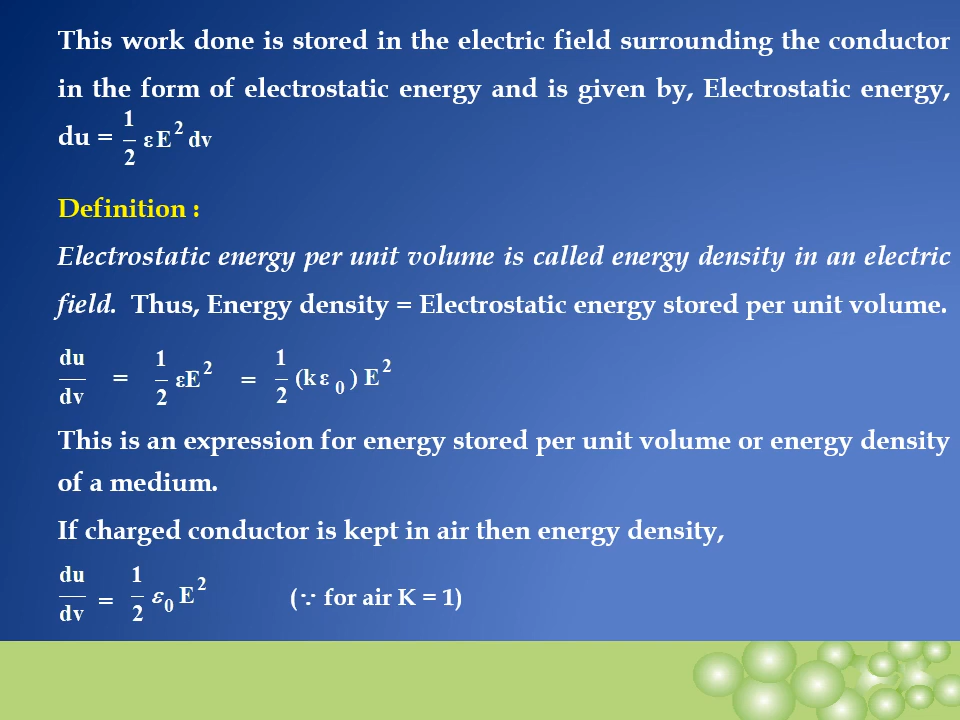 This work done is stored in the electric field surrounding the conductor
in the form of electrostatic energy and is given by, Electrostatic energy,
du = 1/2 ε E² dv
Definition :
Electrostatic energy per unit volume is called energy density in an electric
field. Thus, Energy density = Electrostatic energy stored per unit volume.
du/dv = 1/2 εE² = 1/2 (k ε₀ ) E²
This is an expression for energy stored per unit volume or energy density
of a medium.
If charged conductor is kept in air then energy density,
du/dv = 1/2 ε₀ E² (∵ for air K = 1)